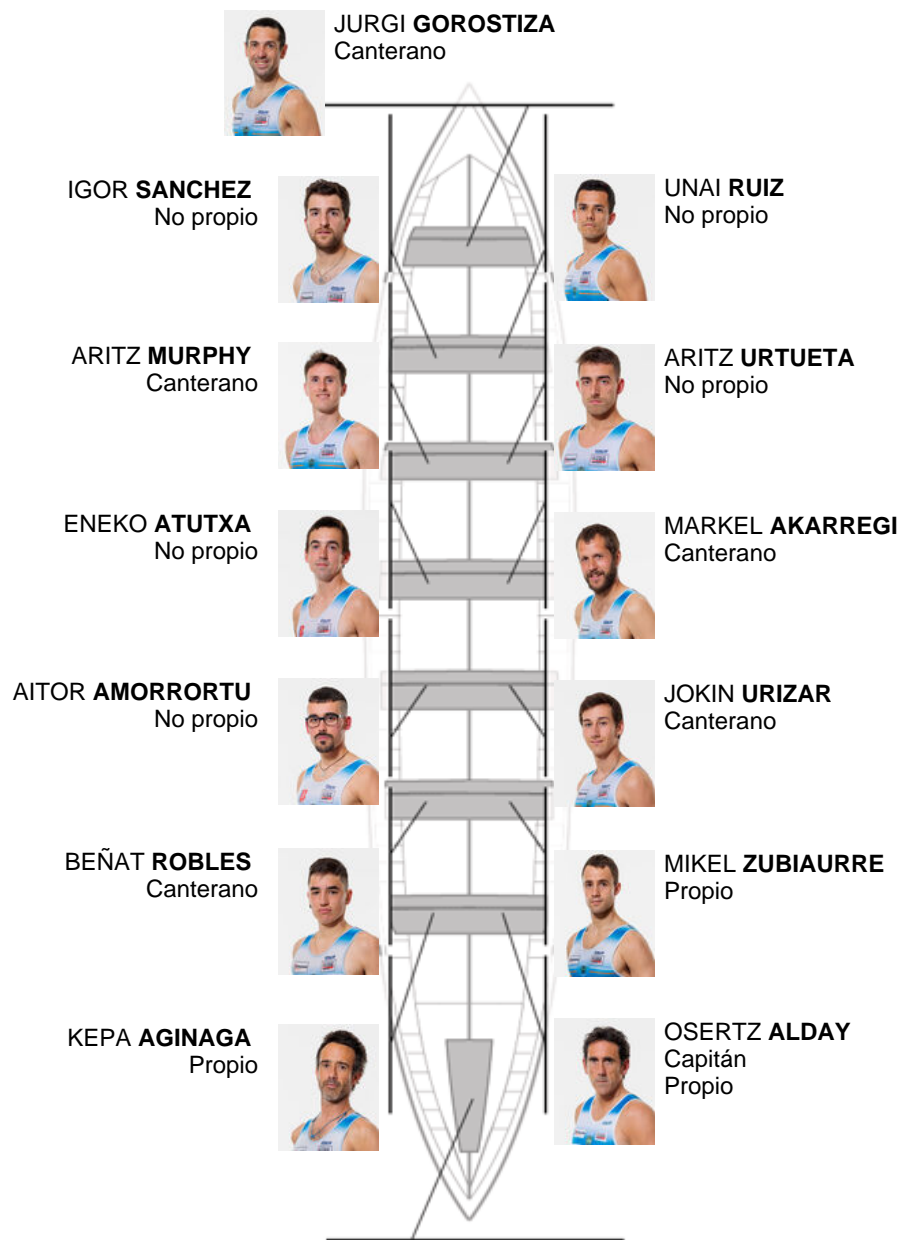 JURGI GOROSTIZA
Canterano
IGOR SANCHEZ
No propio
UNAI RUIZ
No propio
ARITZ MURPHY
Canterano
ARITZ URTUETA
No propio
ENEKO ATUTXA
No propio
MARKEL AKARREGI
Canterano
AITOR AMORRORTU
No propio
JOKIN URIZAR
Canterano
BEÑAT ROBLES
Canterano
MIKEL ZUBIAURRE
Propio
KEPA AGINAGA
Propio
OSERTZ ALDAY
Capitán
Propio